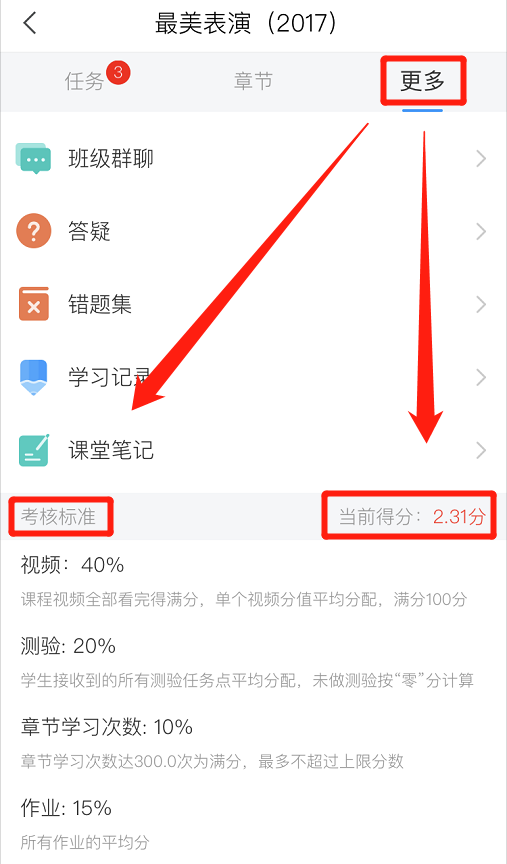 最美表演（2017）
任务 3 章节 更多
班级群聊
答疑
错题集
学习记录
课堂笔记
考核标准 当前得分：2.31分
视频：40%
课程视频全部看完得满分，单个视频分值平均分配，满分100分
测验: 20%
学生接收到的所有测验任务点平均分配，未做测验按“零”分计算
章节学习次数: 10%
章节学习次数达300.0次为满分，最多不超过上限分数
作业: 15%
所有作业的平均分